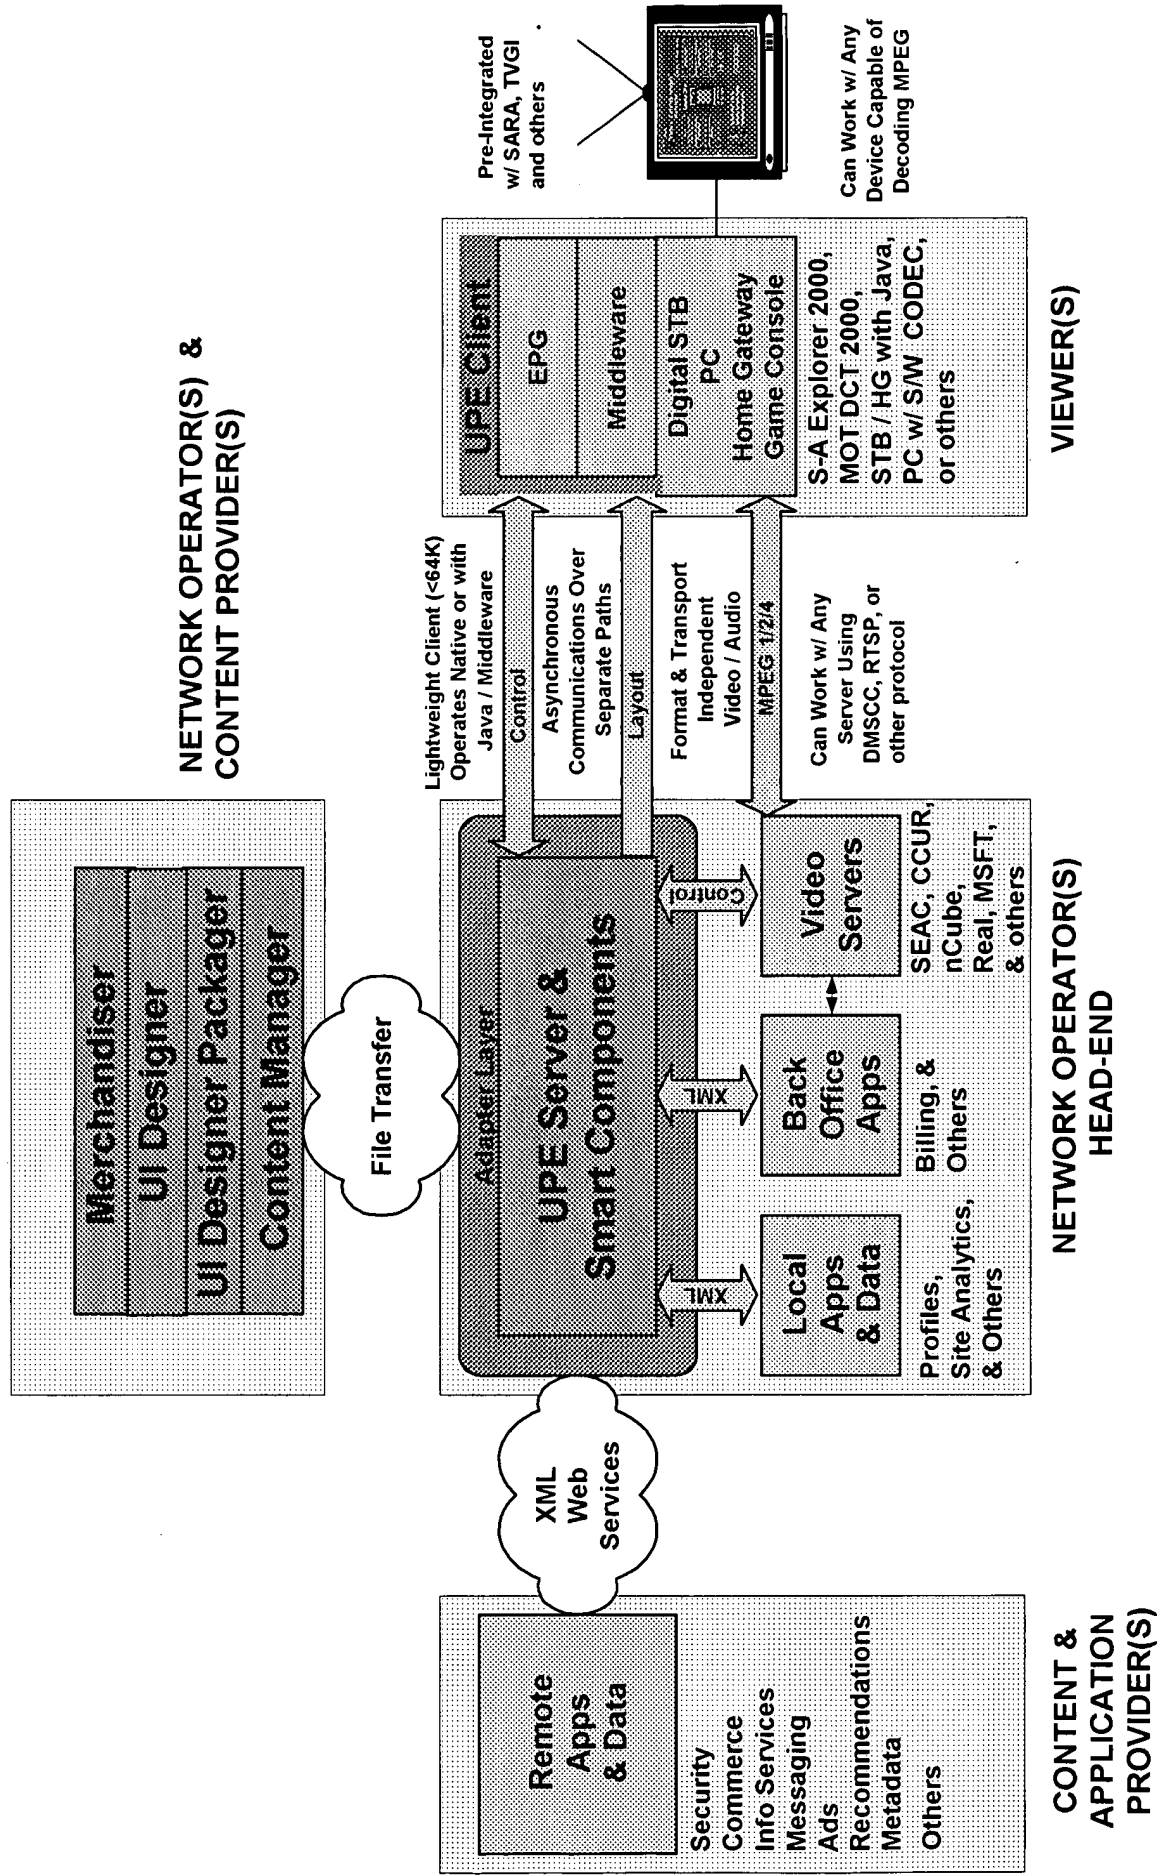 NETWORK OPERATOR(S) &
CONTENT PROVIDER(S)
Merchandiser
UI Designer
UI Designer Packager
Content Manager
File Transfer
Remote
Apps
& Data
Security
Commerce
Info Services
Messaging
Ads
Recommendations
Metadata
Others
CONTENT &
APPLICATION
PROVIDER(S)
XML
Web
Services
Adapter Layer
UPE Server &
Smart Components
XML
XML
Control
Local
Apps
& Data
Profiles,
Site Analytics,
& Others
Back
Office
Apps
Billing, &
Others
Video
Servers
SEAC, CCUR,
nCube,
Real, MSFT,
& others
NETWORK OPERATOR(S)
HEAD-END
Lightweight Client (<64K)
Operates Native or with
Java / Middleware
Control
Asynchronous
Communications Over
Separate Paths
Layout
Format & Transport
Independent
Video / Audio
MPEG 1/2/4
Can Work w/ Any
Server Using
DMSCC, RTSP, or
other protocol
UPE Client
EPG
Middleware
Digital STB
PC
Home Gateway
Game Console
S-A Explorer 2000,
MOT DCT 2000,
STB / HG with Java,
PC w/ S/W CODEC,
or others
VIEWER(S)
Pre-Integrated
w/ SARA, TVGI
and others
Can Work w/ Any
Device Capable of
Decoding MPEG